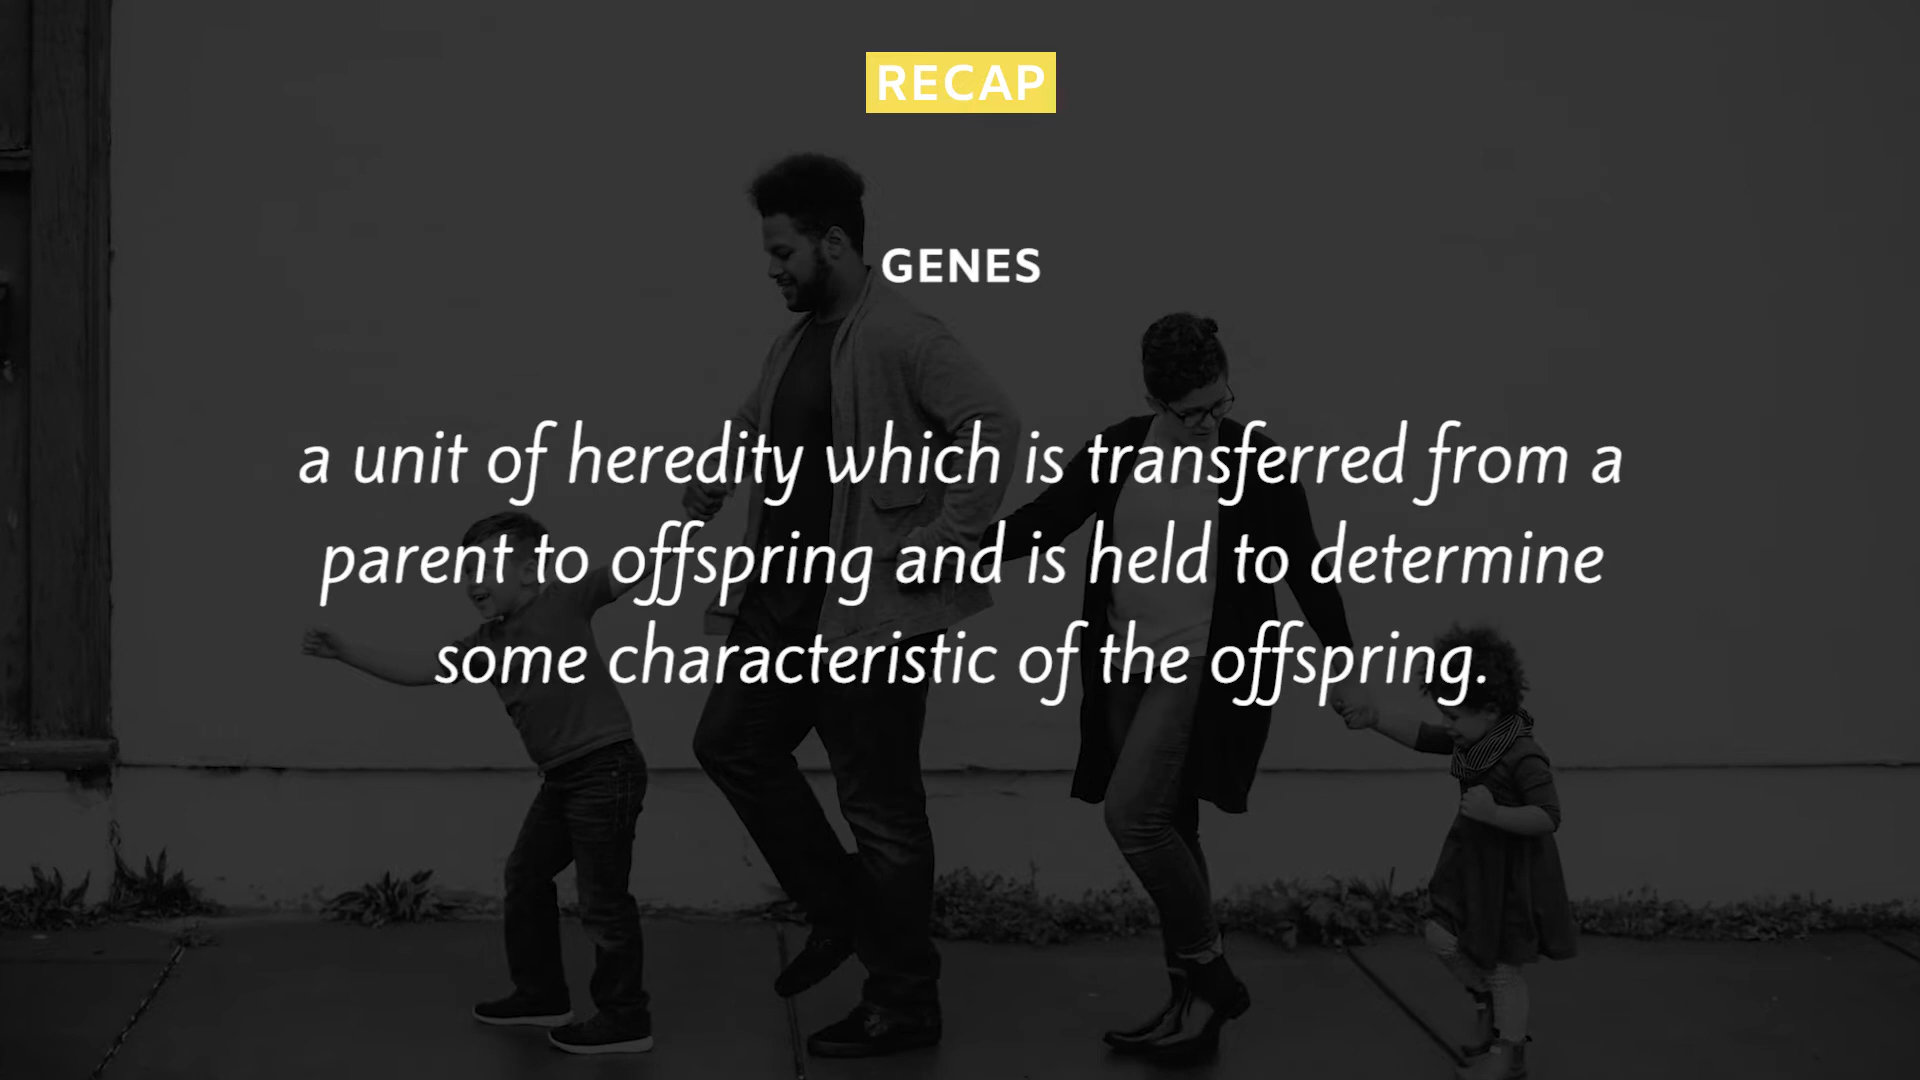 RECAP
GENES
a unit of heredity which is transferred from a
parent to offspring and is held to determine
some characteristic of the offspring.